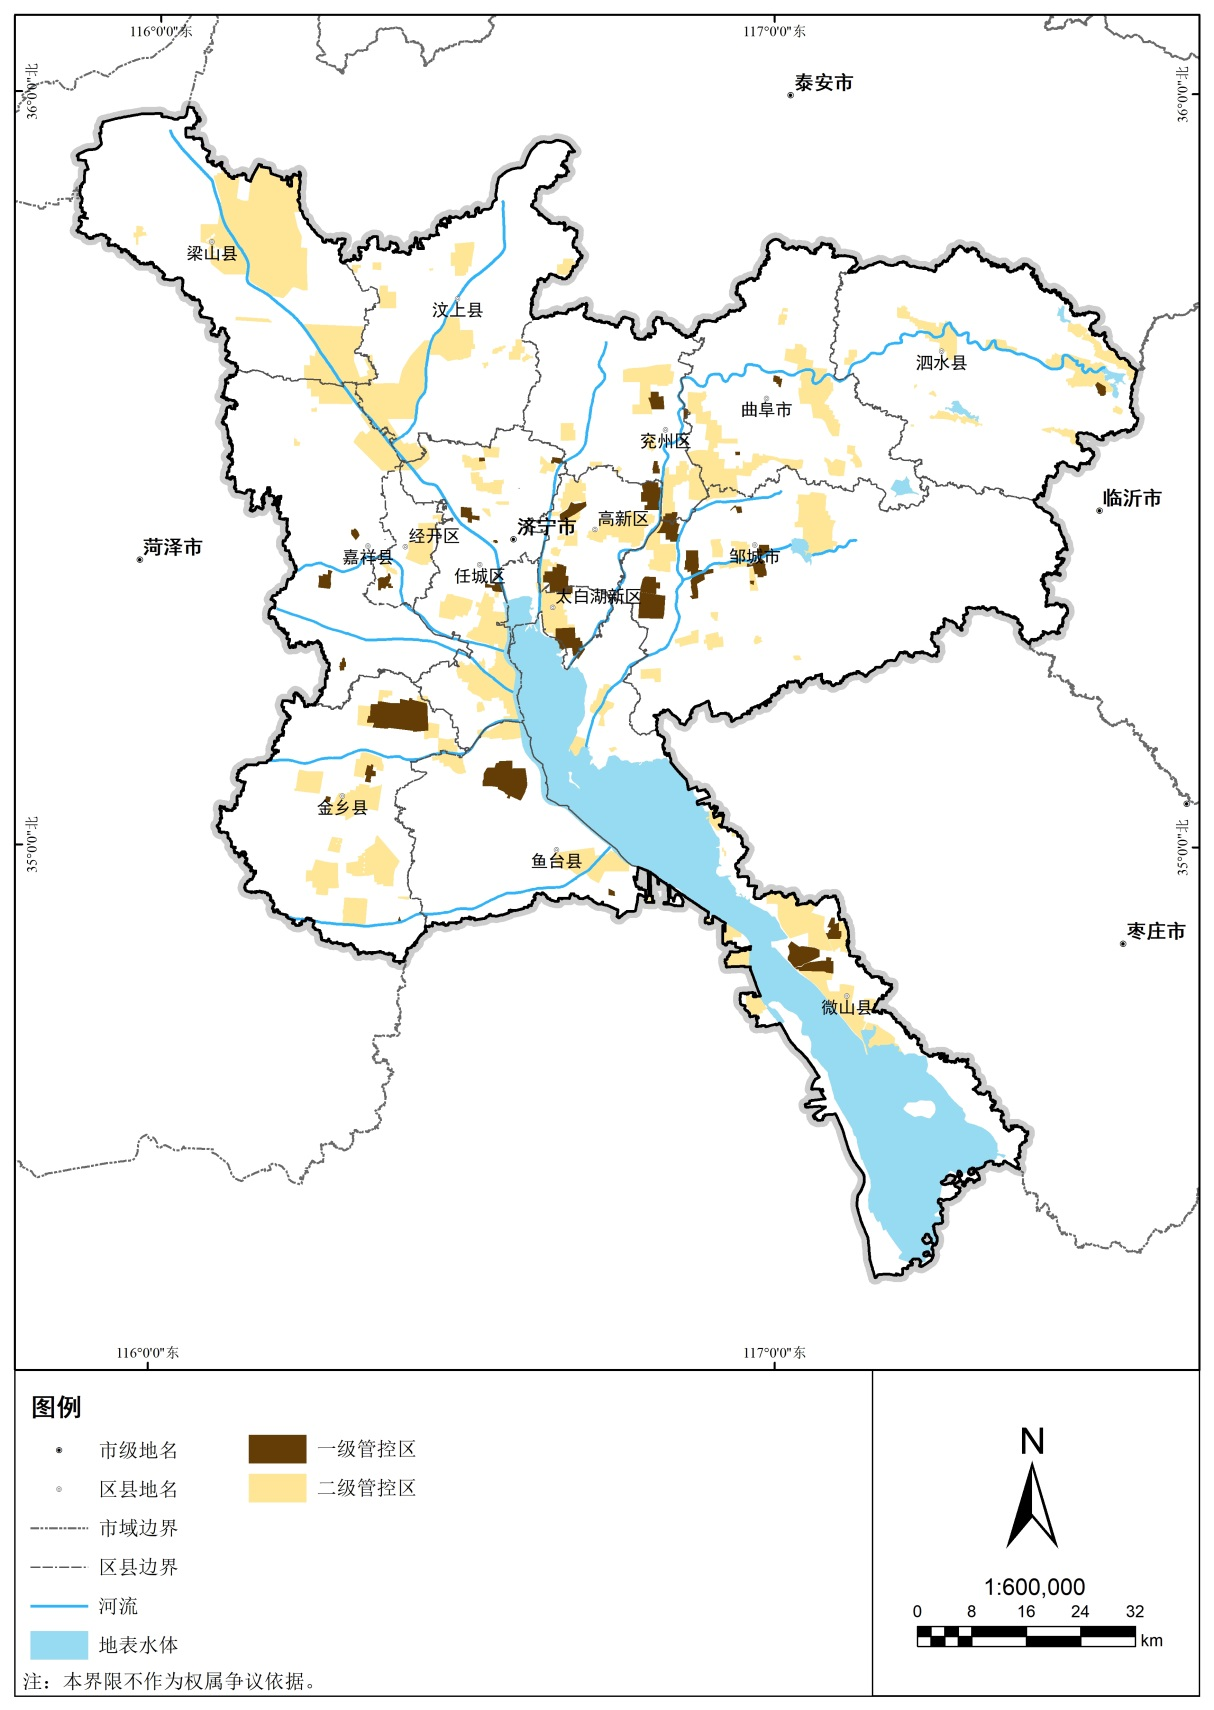 116°0'0"东
117°0'0"东
36°0'0"北
36°0'0"北
泰安市
梁山县
汶上县
泗水县
曲阜市
兖州区
临沂市
高新区
济宁市
经开区
菏泽市
嘉祥县
邹城市
任城区
太白湖新区
金乡县
35°0'0"北
35°0'0"北
鱼台县
枣庄市
微山县
116°0'0"东
117°0'0"东
图例
市级地名
一级管控区
区县地名
二级管控区
市域边界
区县边界
河流
地表水体
注：本界限不作为权属争议依据。
N
1:600,000
0 8 16 24 32
km